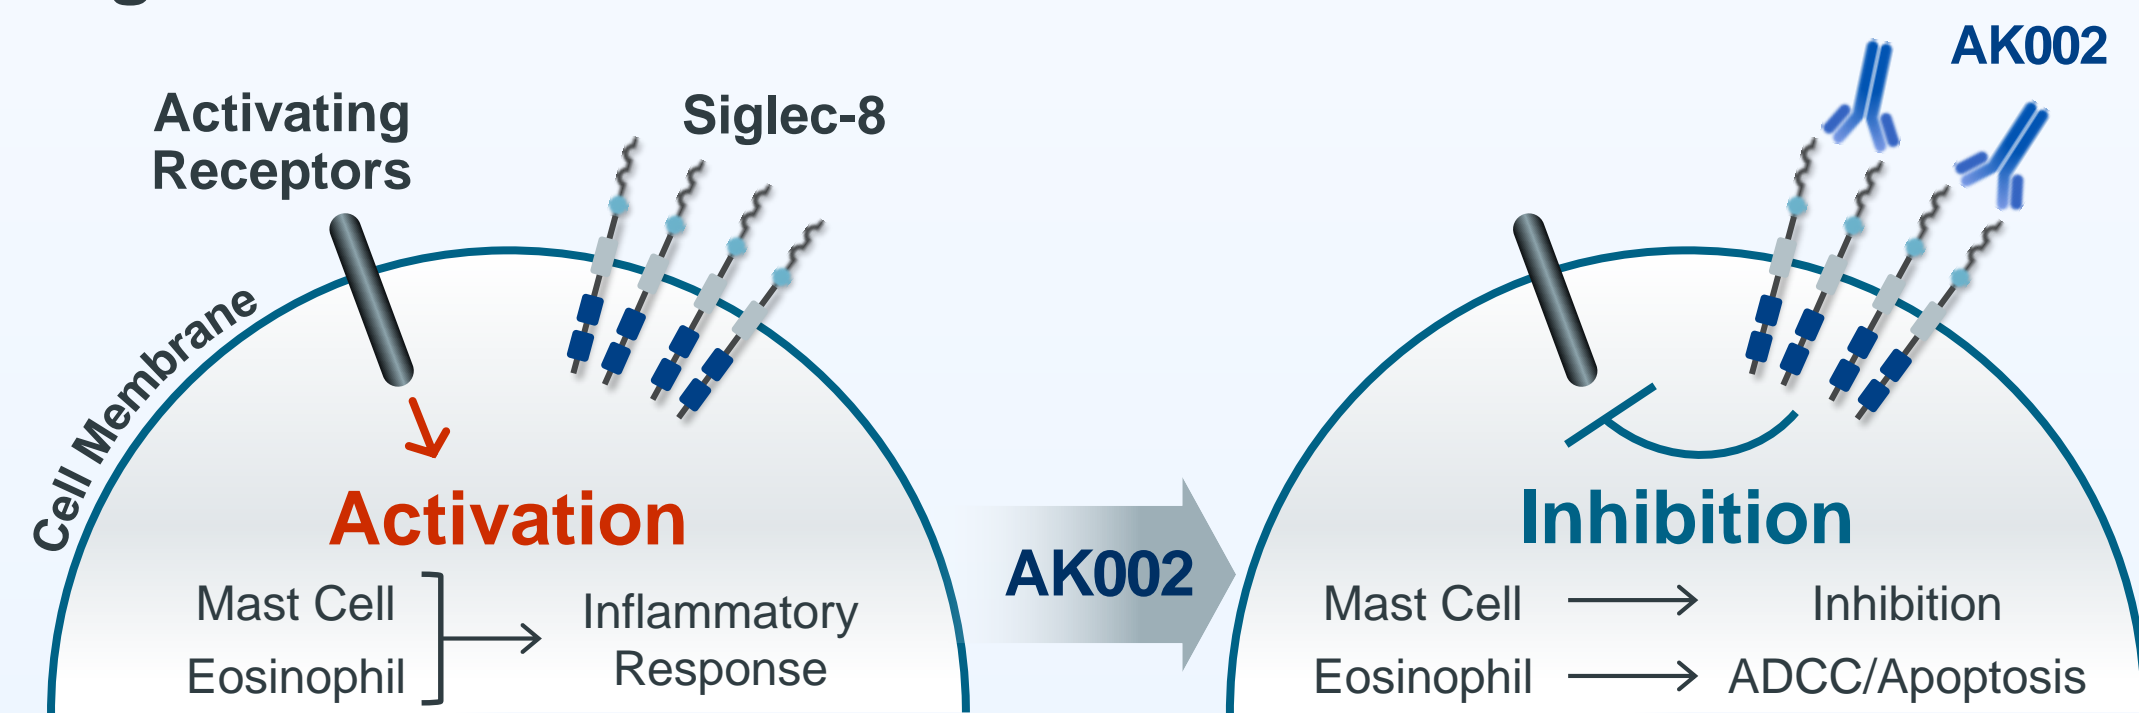 Activating
Receptors
Siglec-8
Cell Membrane
Activation
Mast Cell
Eosinophil
Inflammatory
Response
AK002
AK002
Inhibition
Mast Cell
Inhibition
Eosinophil
ADCC/Apoptosis